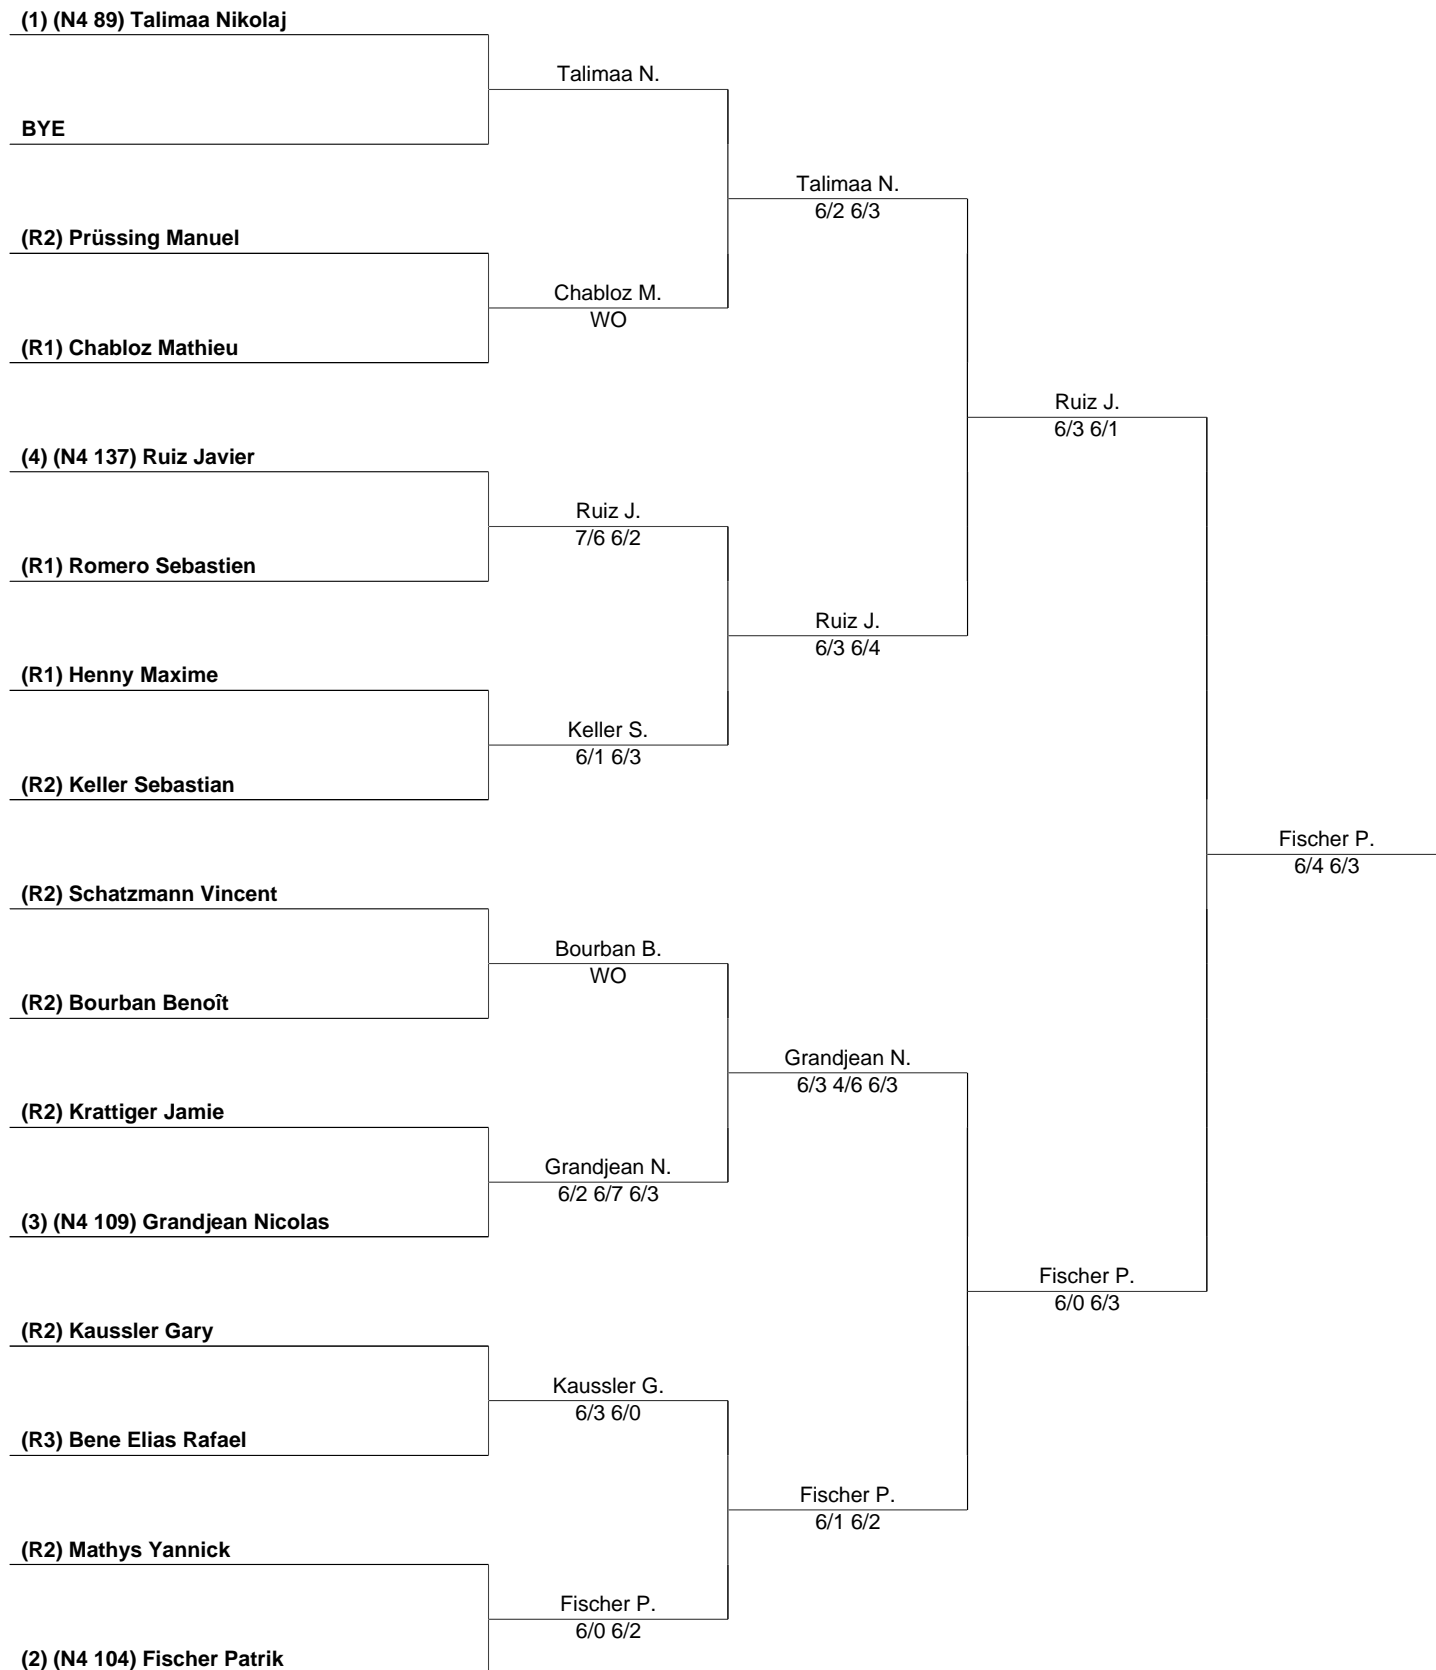 (1) (N4 89) Talimaa Nikolaj
Talimaa N.
BYE
Talimaa N.
6/2 6/3
(R2) Prüssing Manuel
Chabloz M.
WO
(R1) Chabloz Mathieu
Ruiz J.
6/3 6/1
(4) (N4 137) Ruiz Javier
Ruiz J.
7/6 6/2
(R1) Romero Sebastien
Ruiz J.
6/3 6/4
(R1) Henny Maxime
Keller S.
6/1 6/3
(R2) Keller Sebastian
Fischer P.
6/4 6/3
(R2) Schatzmann Vincent
Bourban B.
WO
(R2) Bourban Benoît
Grandjean N.
6/3 4/6 6/3
(R2) Krattiger Jamie
Grandjean N.
6/2 6/7 6/3
(3) (N4 109) Grandjean Nicolas
Fischer P.
6/0 6/3
(R2) Kaussler Gary
Kaussler G.
6/3 6/0
(R3) Bene Elias Rafael
Fischer P.
6/1 6/2
(R2) Mathys Yannick
Fischer P.
6/0 6/2
(2) (N4 104) Fischer Patrik